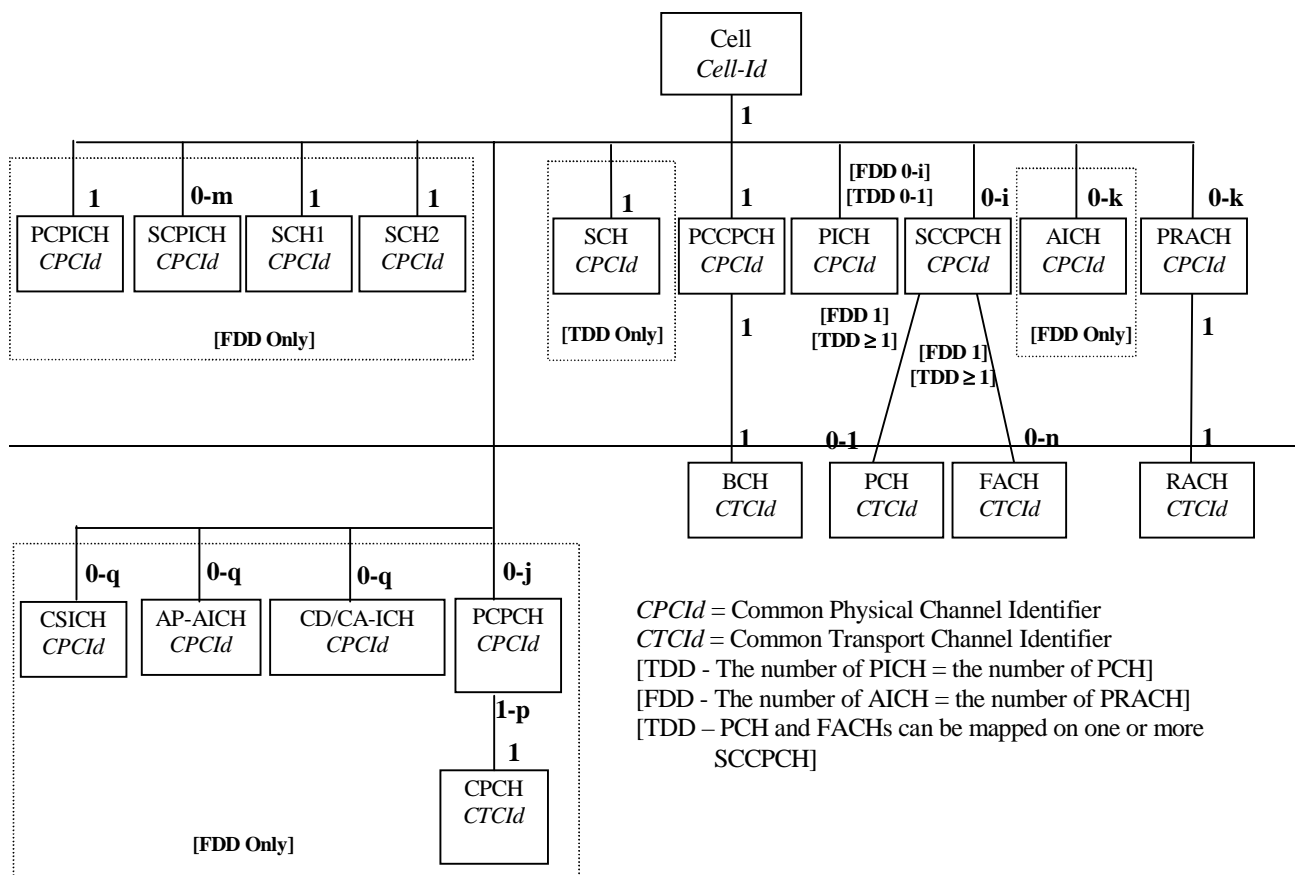 Cell
Cell-Id
1
[FDD 0-i]
[TDD 0-1]
1
0-m
1
1
1
1
0-i
0-k
0-k
PCPICH
CPCId
SCPICH
CPCId
SCH1
CPCId
SCH2
CPCId
SCH
CPCId
PCCPCH
CPCId
PICH
CPCId
SCCPCH
CPCId
AICH
CPCId
PRACH
CPCId
[FDD Only]
[TDD Only]
1
[FDD 1]
[TDD ≥ 1]
[FDD 1]
[TDD ≥ 1]
[FDD Only]
1
1
0-1
0-n
1
BCH
CTCId
PCH
CTCId
FACH
CTCId
RACH
CTCId
0-q
0-q
0-q
0-j
CSICH
CPCId
AP-AICH
CPCId
CD/CA-ICH
CPCId
PCPCH
CPCId
1-p
1
CPCH
CTCId
[FDD Only]
CPCId = Common Physical Channel Identifier
CTCId = Common Transport Channel Identifier
[TDD - The number of PICH = the number of PCH]
[FDD - The number of AICH = the number of PRACH]
[TDD – PCH and FACHs can be mapped on one or more
SCCPCH]